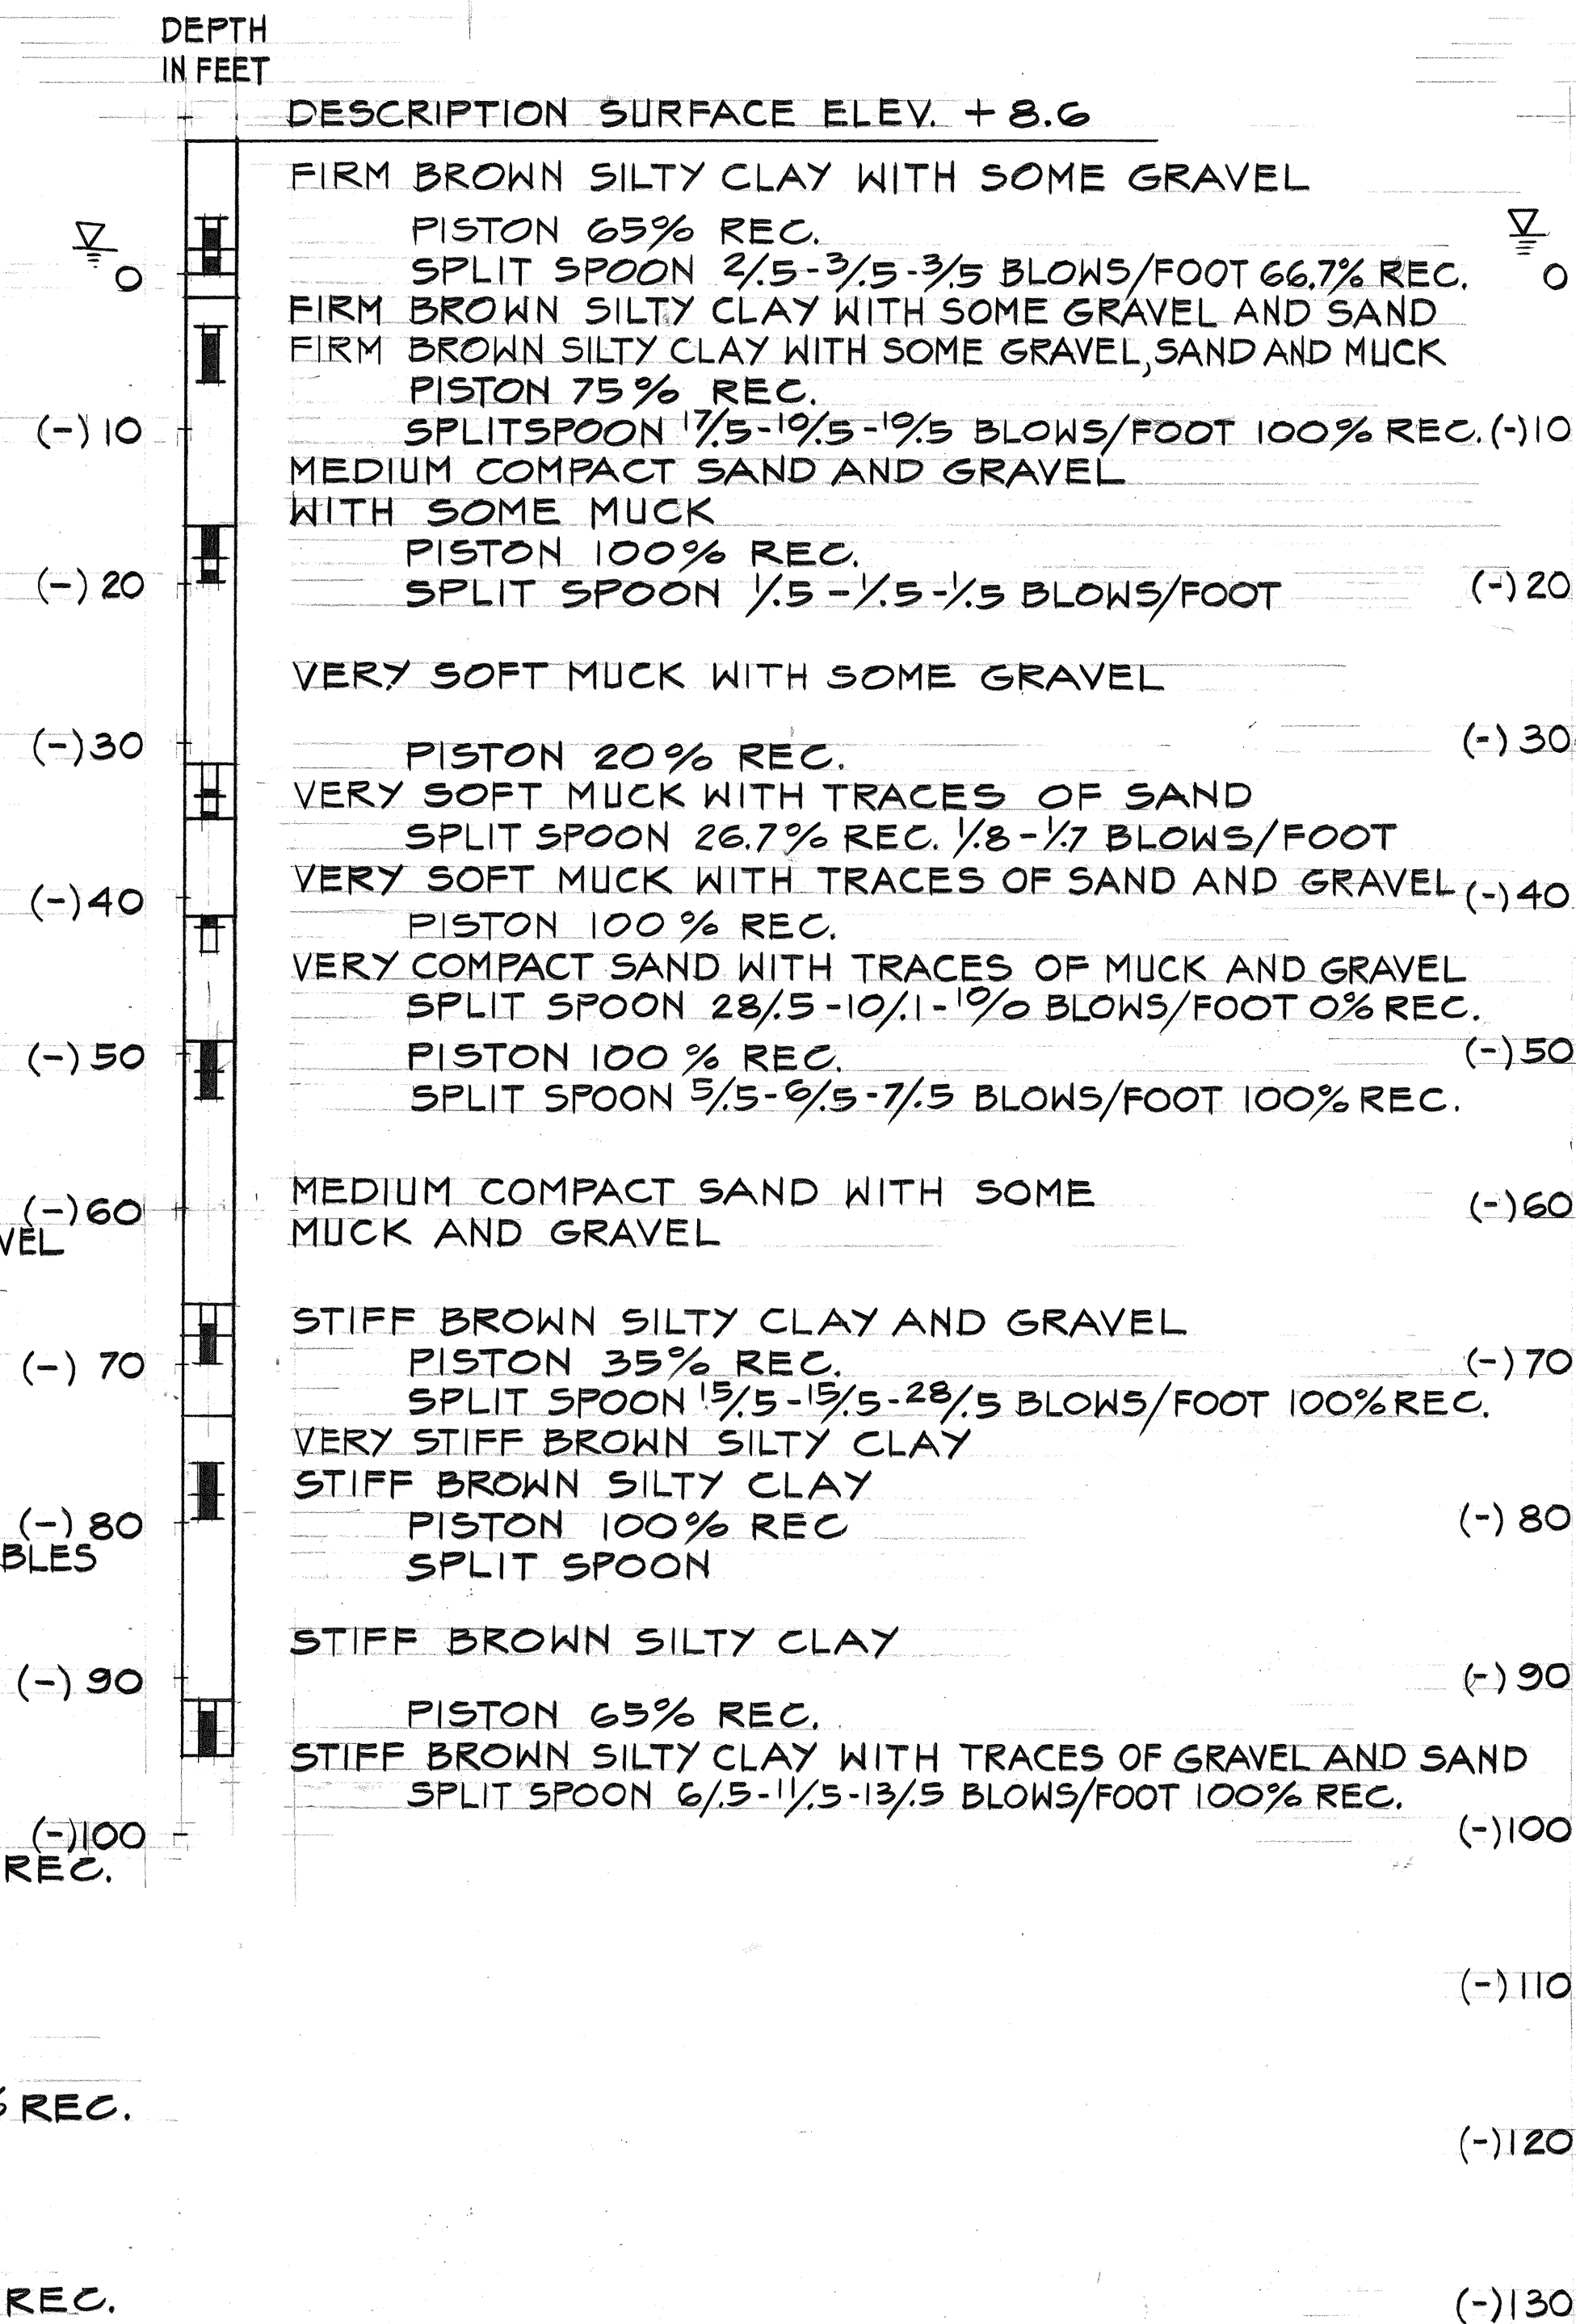 DEPTH
IN FEET
DESCRIPTION SURFACE ELEV. + 8.6
FIRM BROWN SILTY CLAY WITH SOME GRAVEL
PISTON 65% REC.
SPLIT SPOON 2/.5-3/.5-3/.5 BLOWS/FOOT 66.7% REC.
0 0
FIRM BROWN SILTY CLAY WITH SOME GRAVEL AND SAND
FIRM BROWN SILTY CLAY WITH SOME GRAVEL, SAND AND MUCK
PISTON 75% REC.
(-)10 SPLITSPOON 17/.5-10/.5-10/.5 BLOWS/FOOT 100% REC. (-)10
MEDIUM COMPACT SAND AND GRAVEL
WITH SOME MUCK
PISTON 100% REC.
(-)20 SPLIT SPOON 1/.5-1/.5-1/.5 BLOWS/FOOT (-)20
VERY SOFT MUCK WITH SOME GRAVEL
(-)30 (-)30
PISTON 20% REC.
VERY SOFT MUCK WITH TRACES OF SAND
SPLIT SPOON 26.7% REC. 1/.8-1/.7 BLOWS/FOOT
VERY SOFT MUCK WITH TRACES OF SAND AND GRAVEL
(-)40 (-)40
PISTON 100% REC.
VERY COMPACT SAND WITH TRACES OF MUCK AND GRAVEL
SPLIT SPOON 28/.5-10/.1-10/0 BLOWS/FOOT 0% REC.
(-)50 PISTON 100% REC. (-)50
SPLIT SPOON 5/.5-6/.5-7/.5 BLOWS/FOOT 100% REC.
MEDIUM COMPACT SAND WITH SOME
(-)60 (-)60
VEL MUCK AND GRAVEL
STIFF BROWN SILTY CLAY AND GRAVEL
(-)70 PISTON 35% REC. (-)70
SPLIT SPOON 15/.5-15/.5-28/.5 BLOWS/FOOT 100% REC.
VERY STIFF BROWN SILTY CLAY
STIFF BROWN SILTY CLAY
(-)80 PISTON 100% REC (-)80
BLES SPLIT SPOON
STIFF BROWN SILTY CLAY
(-)90 (-)90
PISTON 65% REC.
STIFF BROWN SILTY CLAY WITH TRACES OF GRAVEL AND SAND
SPLIT SPOON 6/.5-11/.5-13/.5 BLOWS/FOOT 100% REC.
(-)100 (-)100
REC.
(-)110
REC.
(-)120
REC.
(-)130